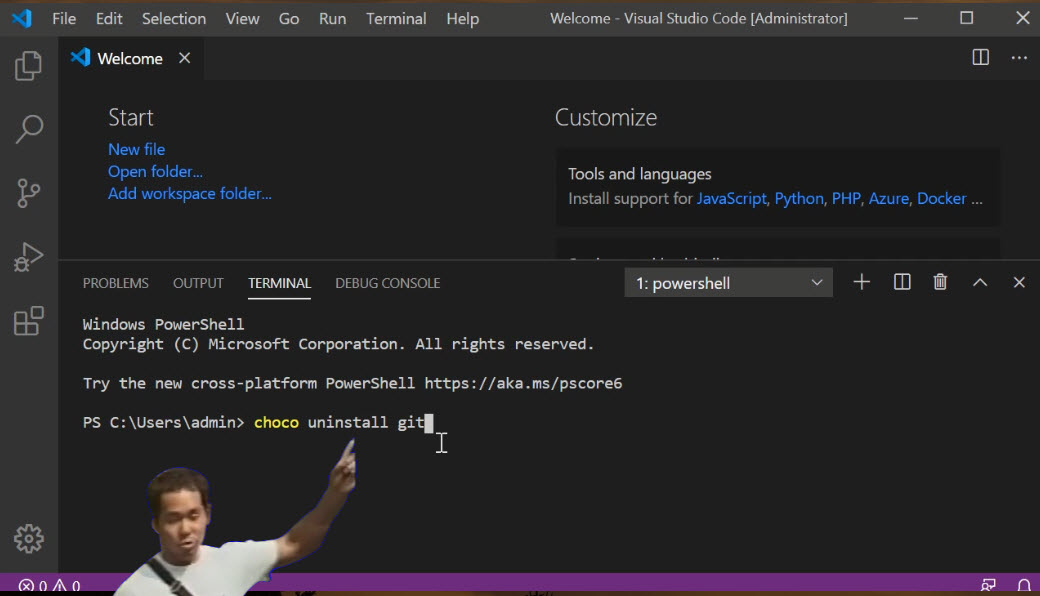 File Edit Selection View Go Run Terminal Help Welcome - Visual Studio Code [Administrator]
Welcome
Start
Customize
New file
Open folder...
Add workspace folder...
Tools and languages
Install support for JavaScript, Python, PHP, Azure, Docker ...
PROBLEMS OUTPUT TERMINAL DEBUG CONSOLE 1: powershell
Windows PowerShell
Copyright (C) Microsoft Corporation. All rights reserved.
Try the new cross-platform PowerShell https://aka.ms/pscore6
PS C:\Users\admin> choco uninstall git
0 0